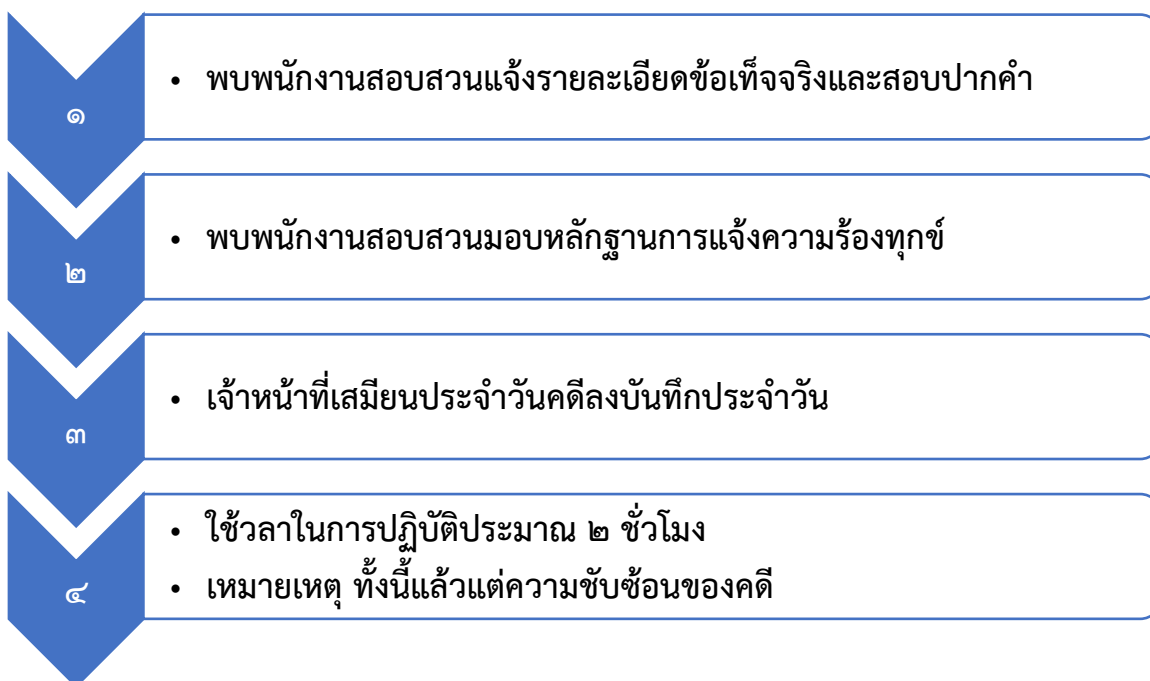 ๑
• พบพนักงานสอบสวนแจ้งรายละเอียดข้อเท็จจริงและสอบปากคำ
๒
• พบพนักงานสอบสวนมอบหลักฐานการแจ้งความร้องทุกข์
๓
• เจ้าหน้าที่เสมียนประจำวันคดีลงบันทึกประจำวัน
๔
• ใช้วลาในการปฏิบัติประมาณ ๒ ชั่วโมง
• เหมายเหตุ ทั้งนี้แล้วแต่ความซับซ้อนของคดี